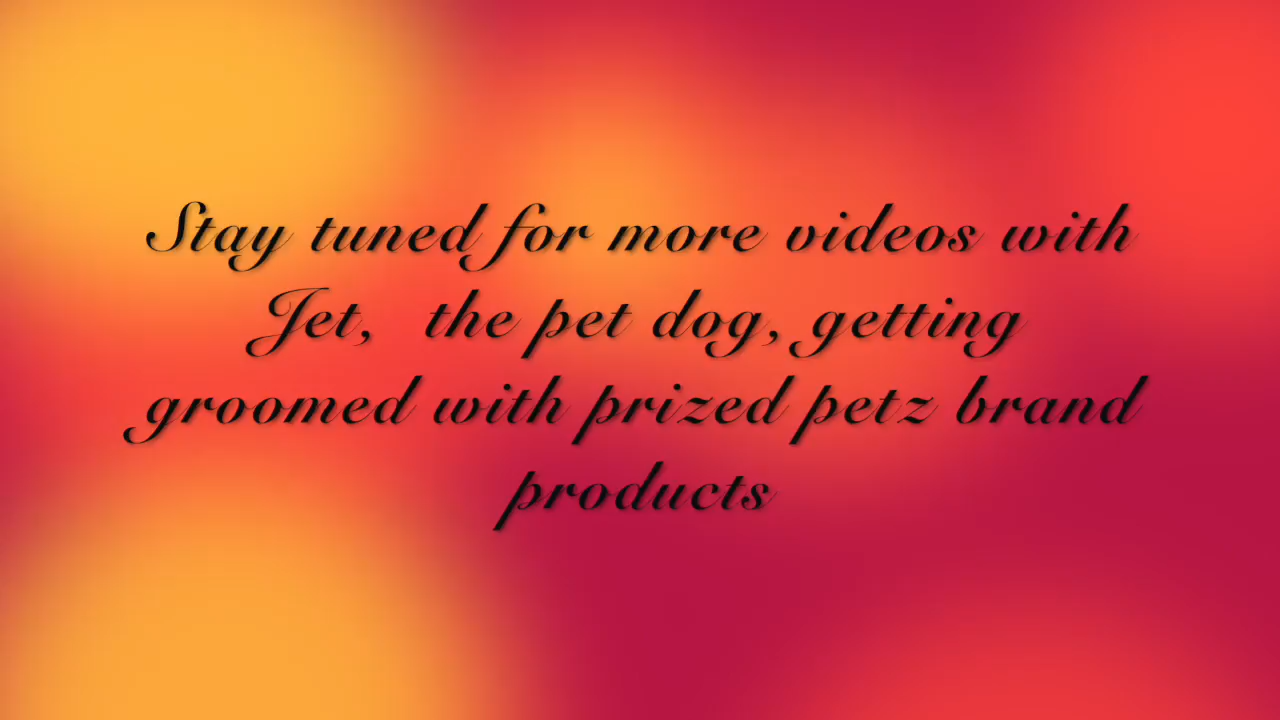 Stay tuned for more videos with
Jet, the pet dog, getting
groomed with prized petz brand
products